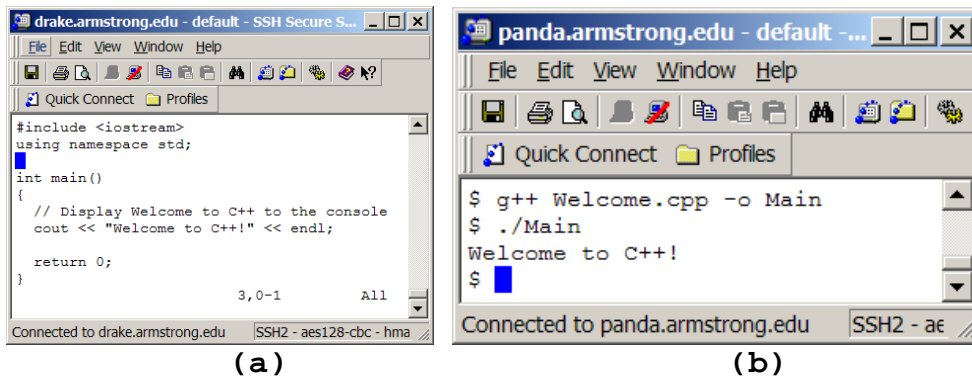 drake.armstrong.edu - default - SSH Secure S...
File Edit View Window Help
Quick Connect Profiles
#include <iostream>
using namespace std;
int main()
{
  // Display Welcome to C++ to the console
  cout << "Welcome to C++!" << endl;
  return 0;
}
3,0-1 All
Connected to drake.armstrong.edu SSH2 - aes128-cbc - hma
(a)
panda.armstrong.edu - default -...
File Edit View Window Help
Quick Connect Profiles
$ g++ Welcome.cpp -o Main
$ ./Main
Welcome to C++!
$
Connected to panda.armstrong.edu SSH2 - ae
(b)